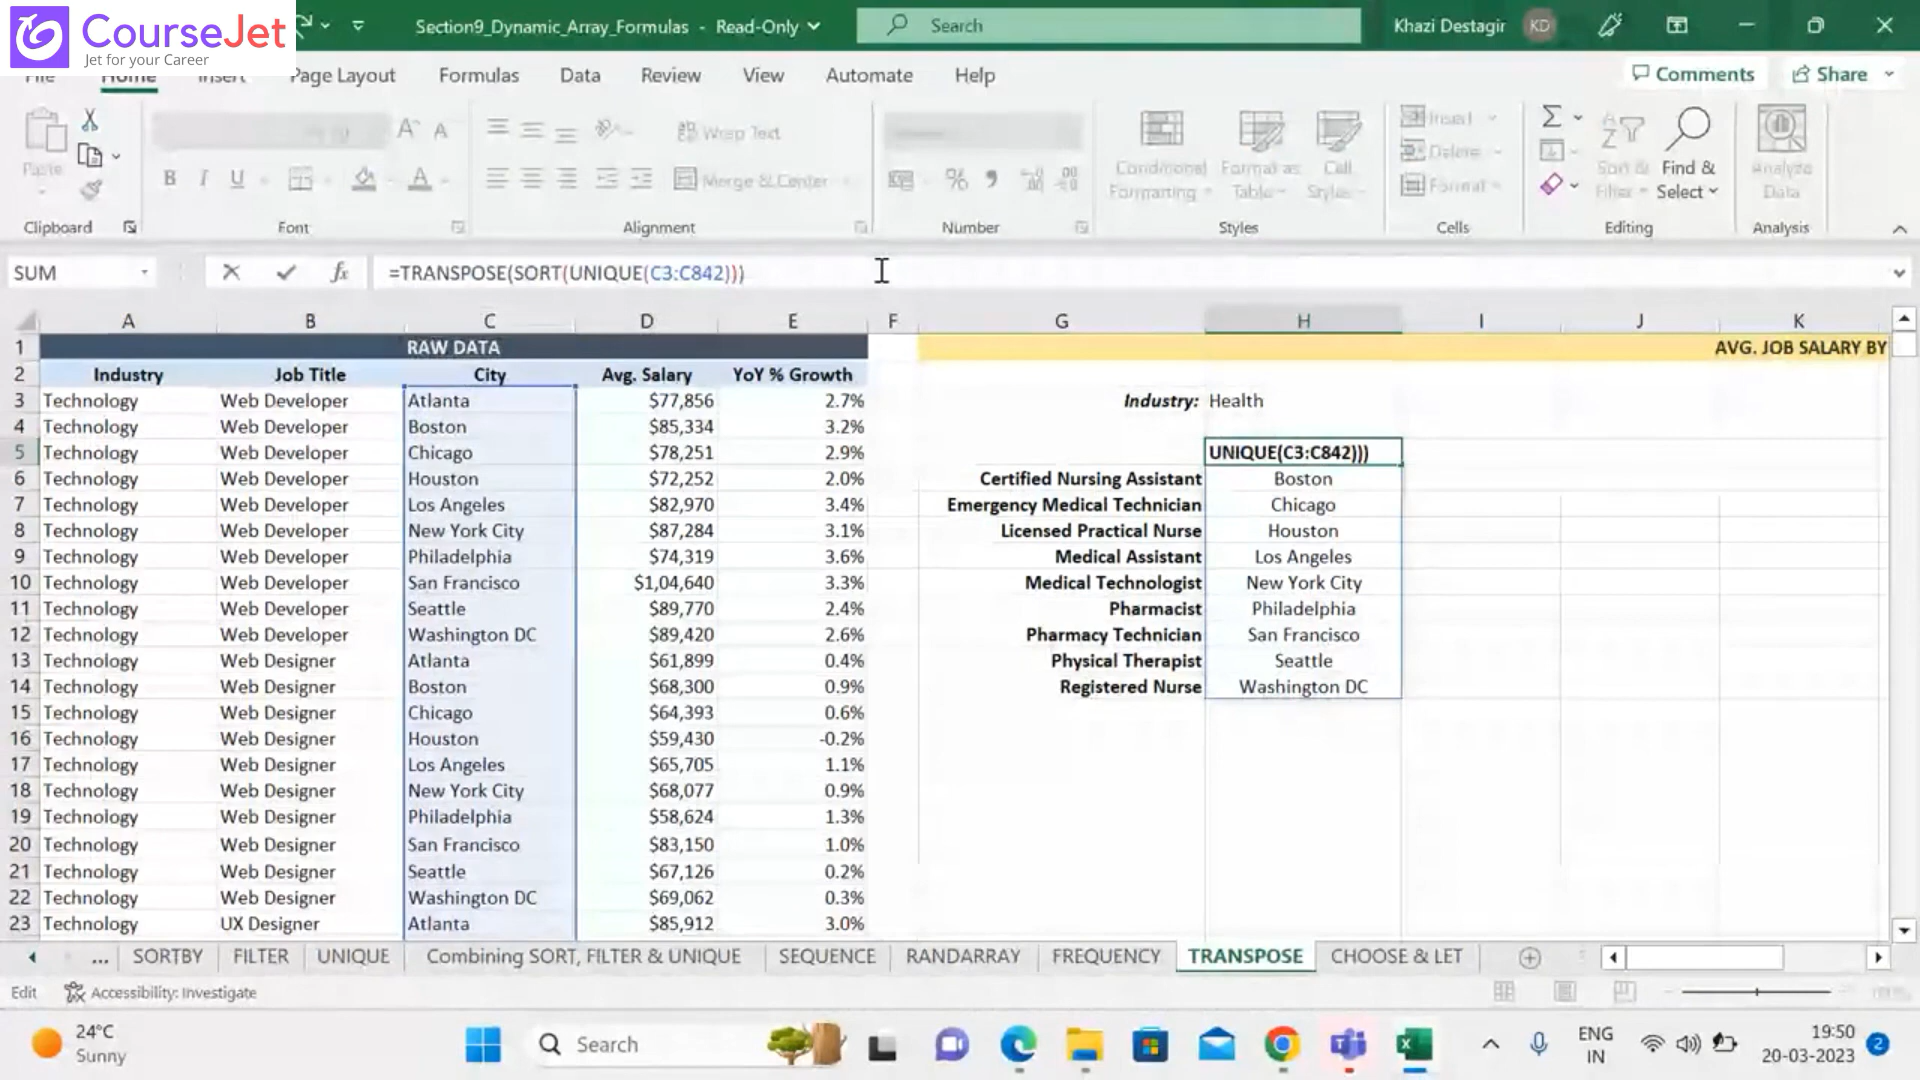 CourseJet
Jet for your Career
Section9_Dynamic_Array_Formulas - Read-Only
Search
Khazi Destagir
KD
File Home Insert Page Layout Formulas Data Review View Automate Help
Comments
Share
Paste
Wrap Text
Merge & Center
Conditional Formatting
Format as Table
Cell Styles
Insert
Delete
Format
Sort & Filter
Find & Select
Analyze Data
Clipboard Font Alignment Number Styles Cells Editing Analysis
SUM
fx
=TRANSPOSE(SORT(UNIQUE(C3:C842)))
A B C D E F G H I J K
1 RAW DATA AVG. JOB SALARY BY
2 Industry Job Title City Avg. Salary YoY % Growth
3 Technology Web Developer Atlanta $77,856 2.7% Industry: Health
4 Technology Web Developer Boston $85,334 3.2%
5 Technology Web Developer Chicago $78,251 2.9% UNIQUE(C3:C842)))
6 Technology Web Developer Houston $72,252 2.0% Certified Nursing Assistant Boston
7 Technology Web Developer Los Angeles $82,970 3.4% Emergency Medical Technician Chicago
8 Technology Web Developer New York City $87,284 3.1% Licensed Practical Nurse Houston
9 Technology Web Developer Philadelphia $74,319 3.6% Medical Assistant Los Angeles
10 Technology Web Developer San Francisco $1,04,640 3.3% Medical Technologist New York City
11 Technology Web Developer Seattle $89,770 2.4% Pharmacist Philadelphia
12 Technology Web Developer Washington DC $89,420 2.6% Pharmacy Technician San Francisco
13 Technology Web Designer Atlanta $61,899 0.4% Physical Therapist Seattle
14 Technology Web Designer Boston $68,300 0.9% Registered Nurse Washington DC
15 Technology Web Designer Chicago $64,393 0.6%
16 Technology Web Designer Houston $59,430 -0.2%
17 Technology Web Designer Los Angeles $65,705 1.1%
18 Technology Web Designer New York City $68,077 0.9%
19 Technology Web Designer Philadelphia $58,624 1.3%
20 Technology Web Designer San Francisco $83,150 1.0%
21 Technology Web Designer Seattle $67,126 0.2%
22 Technology Web Designer Washington DC $69,062 0.3%
23 Technology UX Designer Atlanta $85,912 3.0%
... SORTBY FILTER UNIQUE Combining SORT, FILTER & UNIQUE SEQUENCE RANDARRAY FREQUENCY TRANSPOSE CHOOSE & LET
Edit Accessibility: Investigate
24°C
Sunny
Search
ENG
IN
19:50
20-03-2023
2